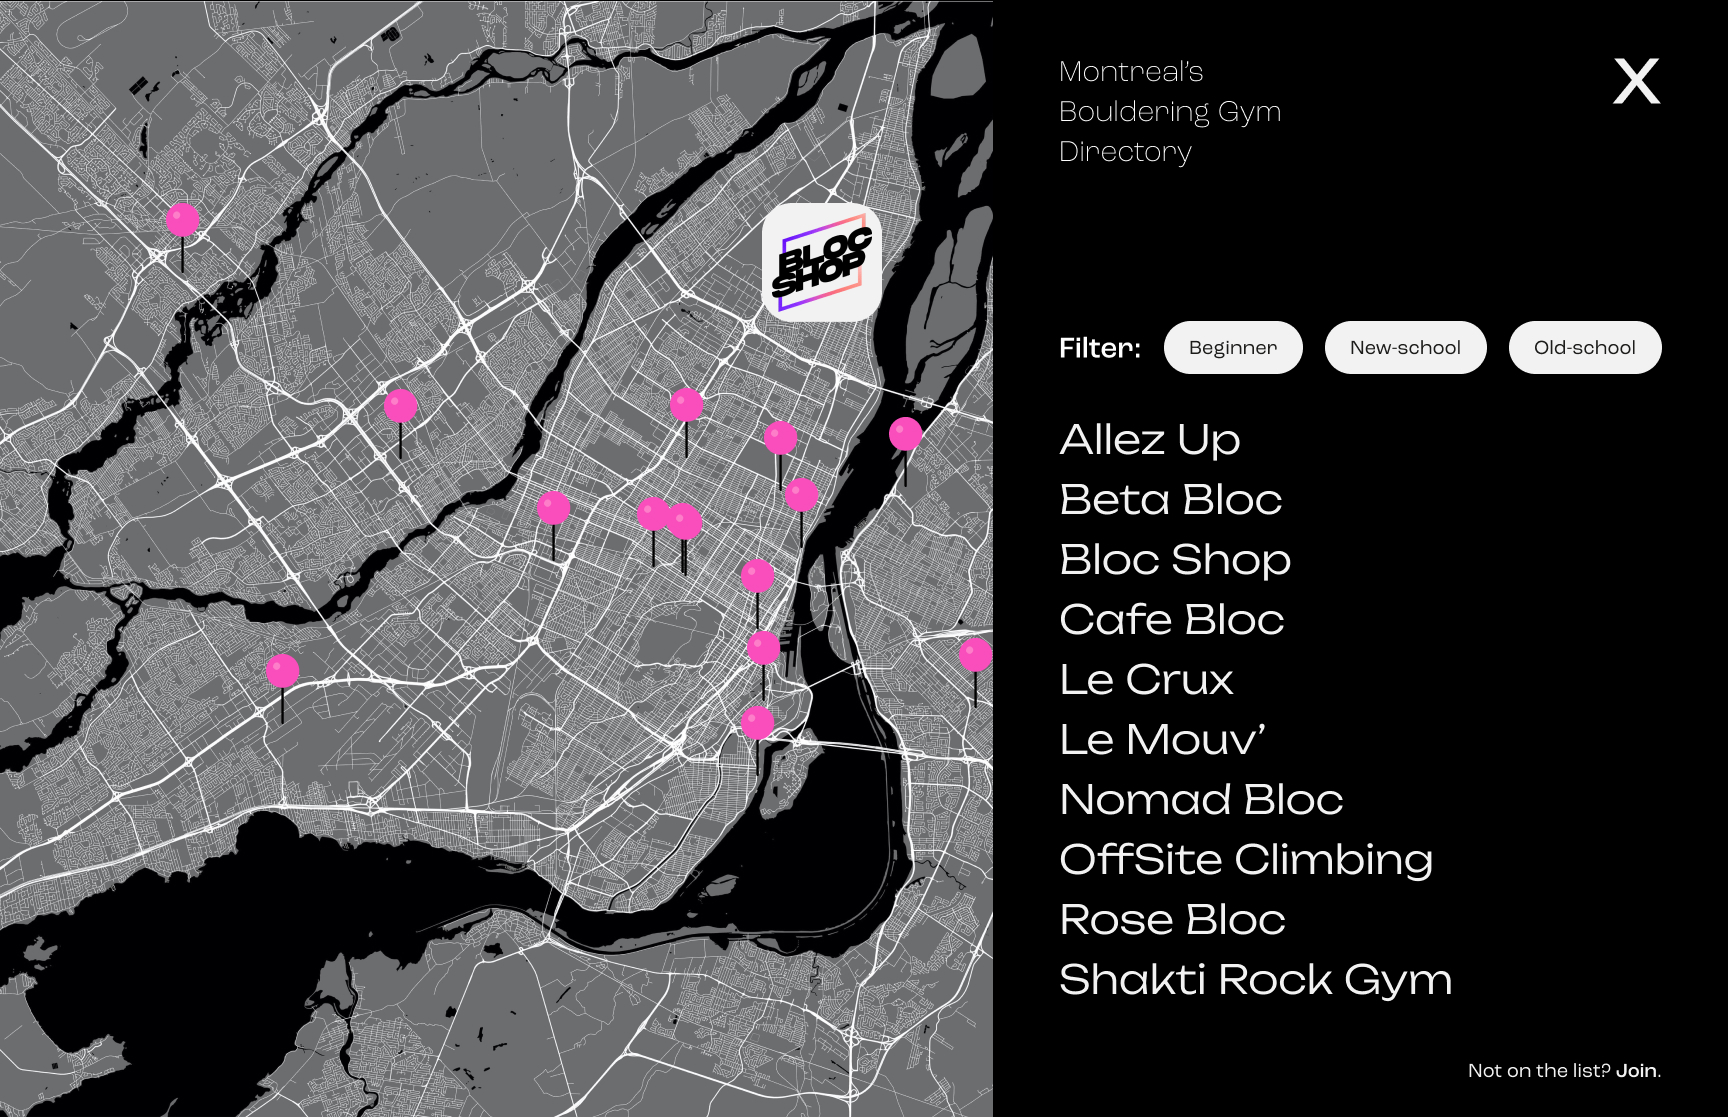 BLOC
SHOP
Montreal's
Bouldering Gym
Directory
X
Filter:
Beginner
New-school
Old-school
Allez Up
Beta Bloc
Bloc Shop
Cafe Bloc
Le Crux
Le Mouv’
Nomad Bloc
OffSite Climbing
Rose Bloc
Shakti Rock Gym
Not on the list? Join.